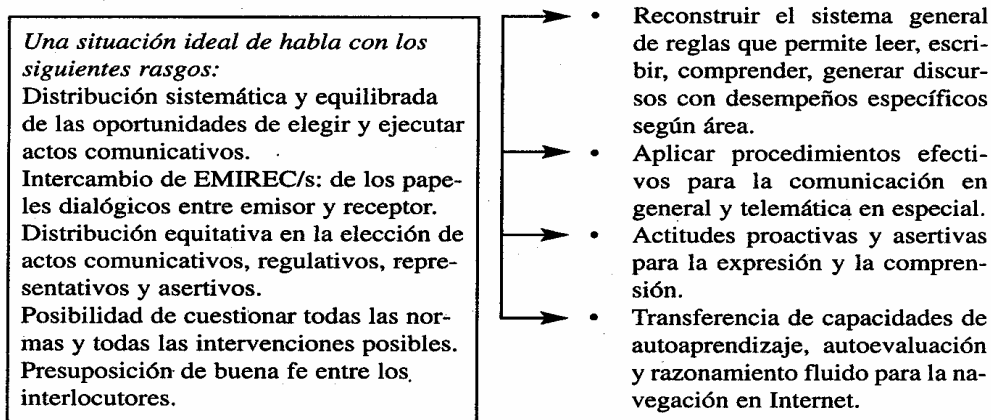 Una situación ideal de habla con los
siguientes rasgos:
Distribución sistemática y equilibrada
de las oportunidades de elegir y ejecutar
actos comunicativos.
Intercambio de EMIREC/s: de los pape-
les dialógicos entre emisor y receptor.
Distribución equitativa en la elección de
actos comunicativos, regulativos, repre-
sentativos y asertivos.
Posibilidad de cuestionar todas las nor-
mas y todas las intervenciones posibles.
Presuposición de buena fe entre los
interlocutores.
• Reconstruir el sistema general
de reglas que permite leer, escri-
bir, comprender, generar discur-
sos con desempeños específicos
según área.
• Aplicar procedimientos efecti-
vos para la comunicación en
general y telemática en especial.
• Actitudes proactivas y asertivas
para la expresión y la compren-
sión.
• Transferencia de capacidades de
autoaprendizaje, autoevaluación
y razonamiento fluido para la na-
vegación en Internet.